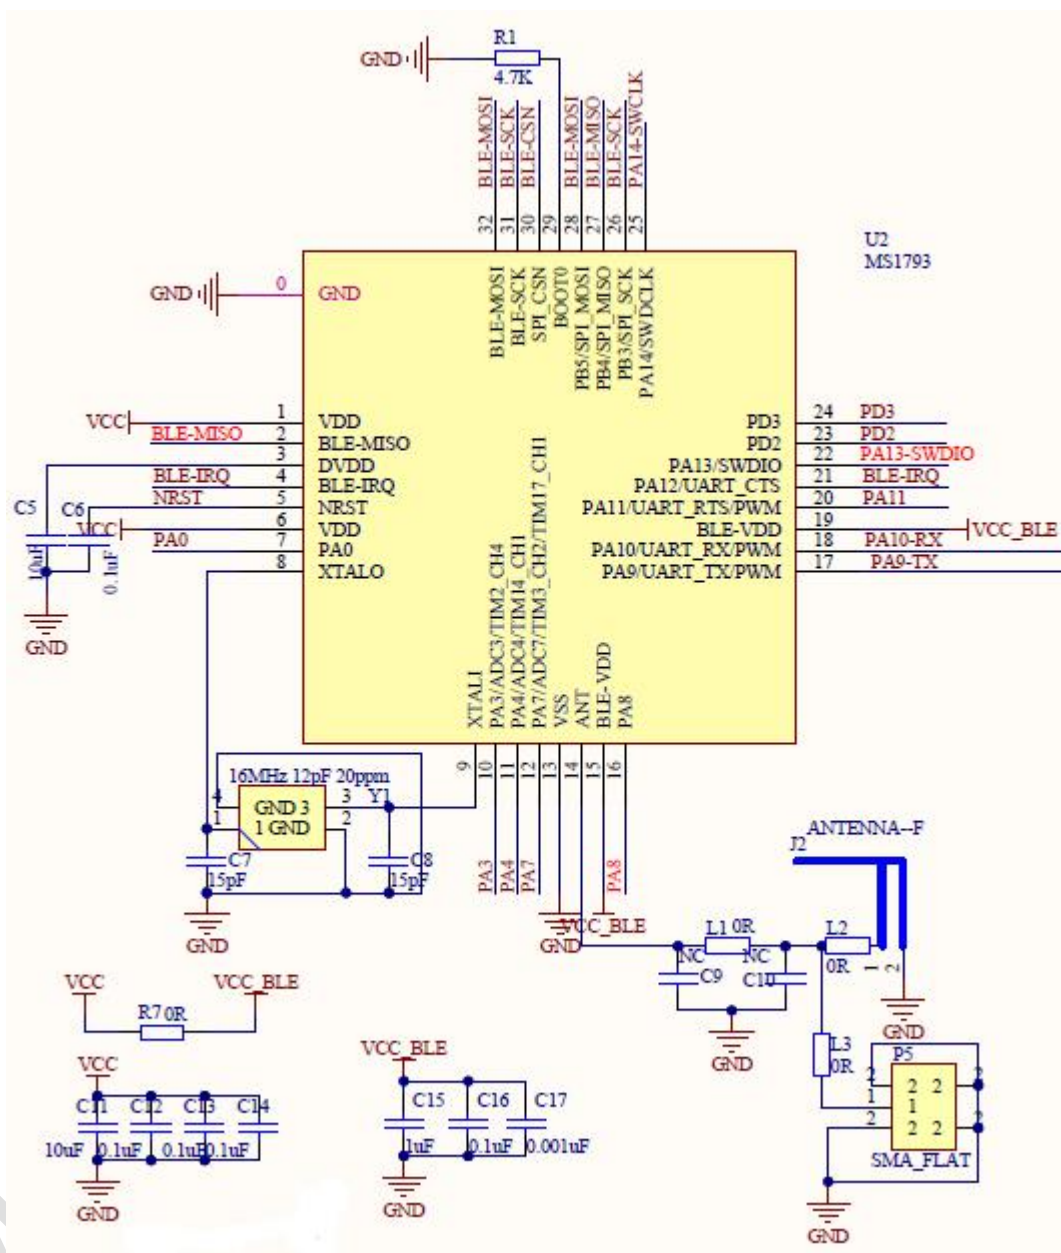 R1
GND
4.7K
BLE-MOSI
BLE-SCK
BLE-CSN
BLE-MOSI
BLE-MISO
BLE-SCK
PA14-SWCLK
32
31
30
29
28
27
26
25
U2
MS1793
GND
0
GND
BLE-MOSI
BLE-SCK
SPI_CSN
BOOT0
PB5/SPI_MOSI
PB4/SPI_MISO
PB3/SPI_SCK
PA14/SWDCLK
VCC
1
VDD
BLE-MISO
2
BLE-MISO
3
DVDD
BLE-IRQ
4
BLE-IRQ
NRST
5
NRST
VCC
6
VDD
PA0
7
PA0
8
XTALO
C5
C6
10uF
0.1uF
GND
PD3
24
PD3
PD2
23
PD2
PA13/SWDIO
22
PA13-SWDIO
PA12/UART_CTS
21
BLE-IRQ
PA11/UART_RTS/PWM
20
PA11
BLE-VDD
19
VCC_BLE
PA10/UART_RX/PWM
18
PA10-RX
PA9/UART_TX/PWM
17
PA9-TX
XTALI
PA3/ADC3/TIM2_CH4
PA4/ADC4/TIM14_CH1
PA7/ADC7/TIM3_CH2/TIM17_CH1
VSS
ANT
BLE-VDD
PA8
9
10
11
12
13
14
15
16
PA3
PA4
PA7
PA8
GND
VCC_BLE
16MHz 12pF 20ppm
Y1
4
GND 3
3
1
1 GND
2
C7
15pF
C8
15pF
GND
ANTENNA--F
J2
L1 0R
L2
0R
1
2
NC
C9
NC
C10
GND
GND
L3
0R
P5
2
2 2
2
1
1
2
2 2
2
SMA_FLAT
GND
VCC
VCC_BLE
R7 0R
VCC
C11
C12
C13
C14
10uF
0.1uF
0.1uF
0.1uF
GND
VCC_BLE
C15
C16
C17
1uF
0.1uF
0.001uF
GND